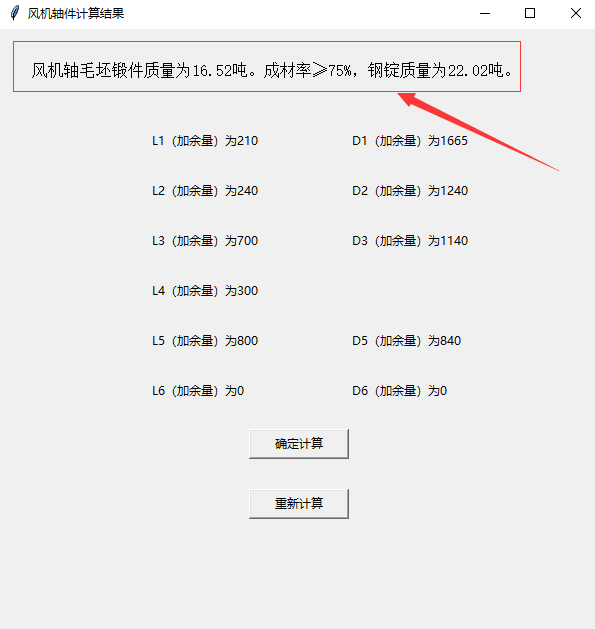 风机轴件计算结果
风机轴毛坯锻件质量为16.52吨。成材率≥75%，钢锭质量为22.02吨。
L1（加余量）为210 D1（加余量）为1665
L2（加余量）为240 D2（加余量）为1240
L3（加余量）为700 D3（加余量）为1140
L4（加余量）为300
L5（加余量）为800 D5（加余量）为840
L6（加余量）为0 D6（加余量）为0
确定计算
重新计算